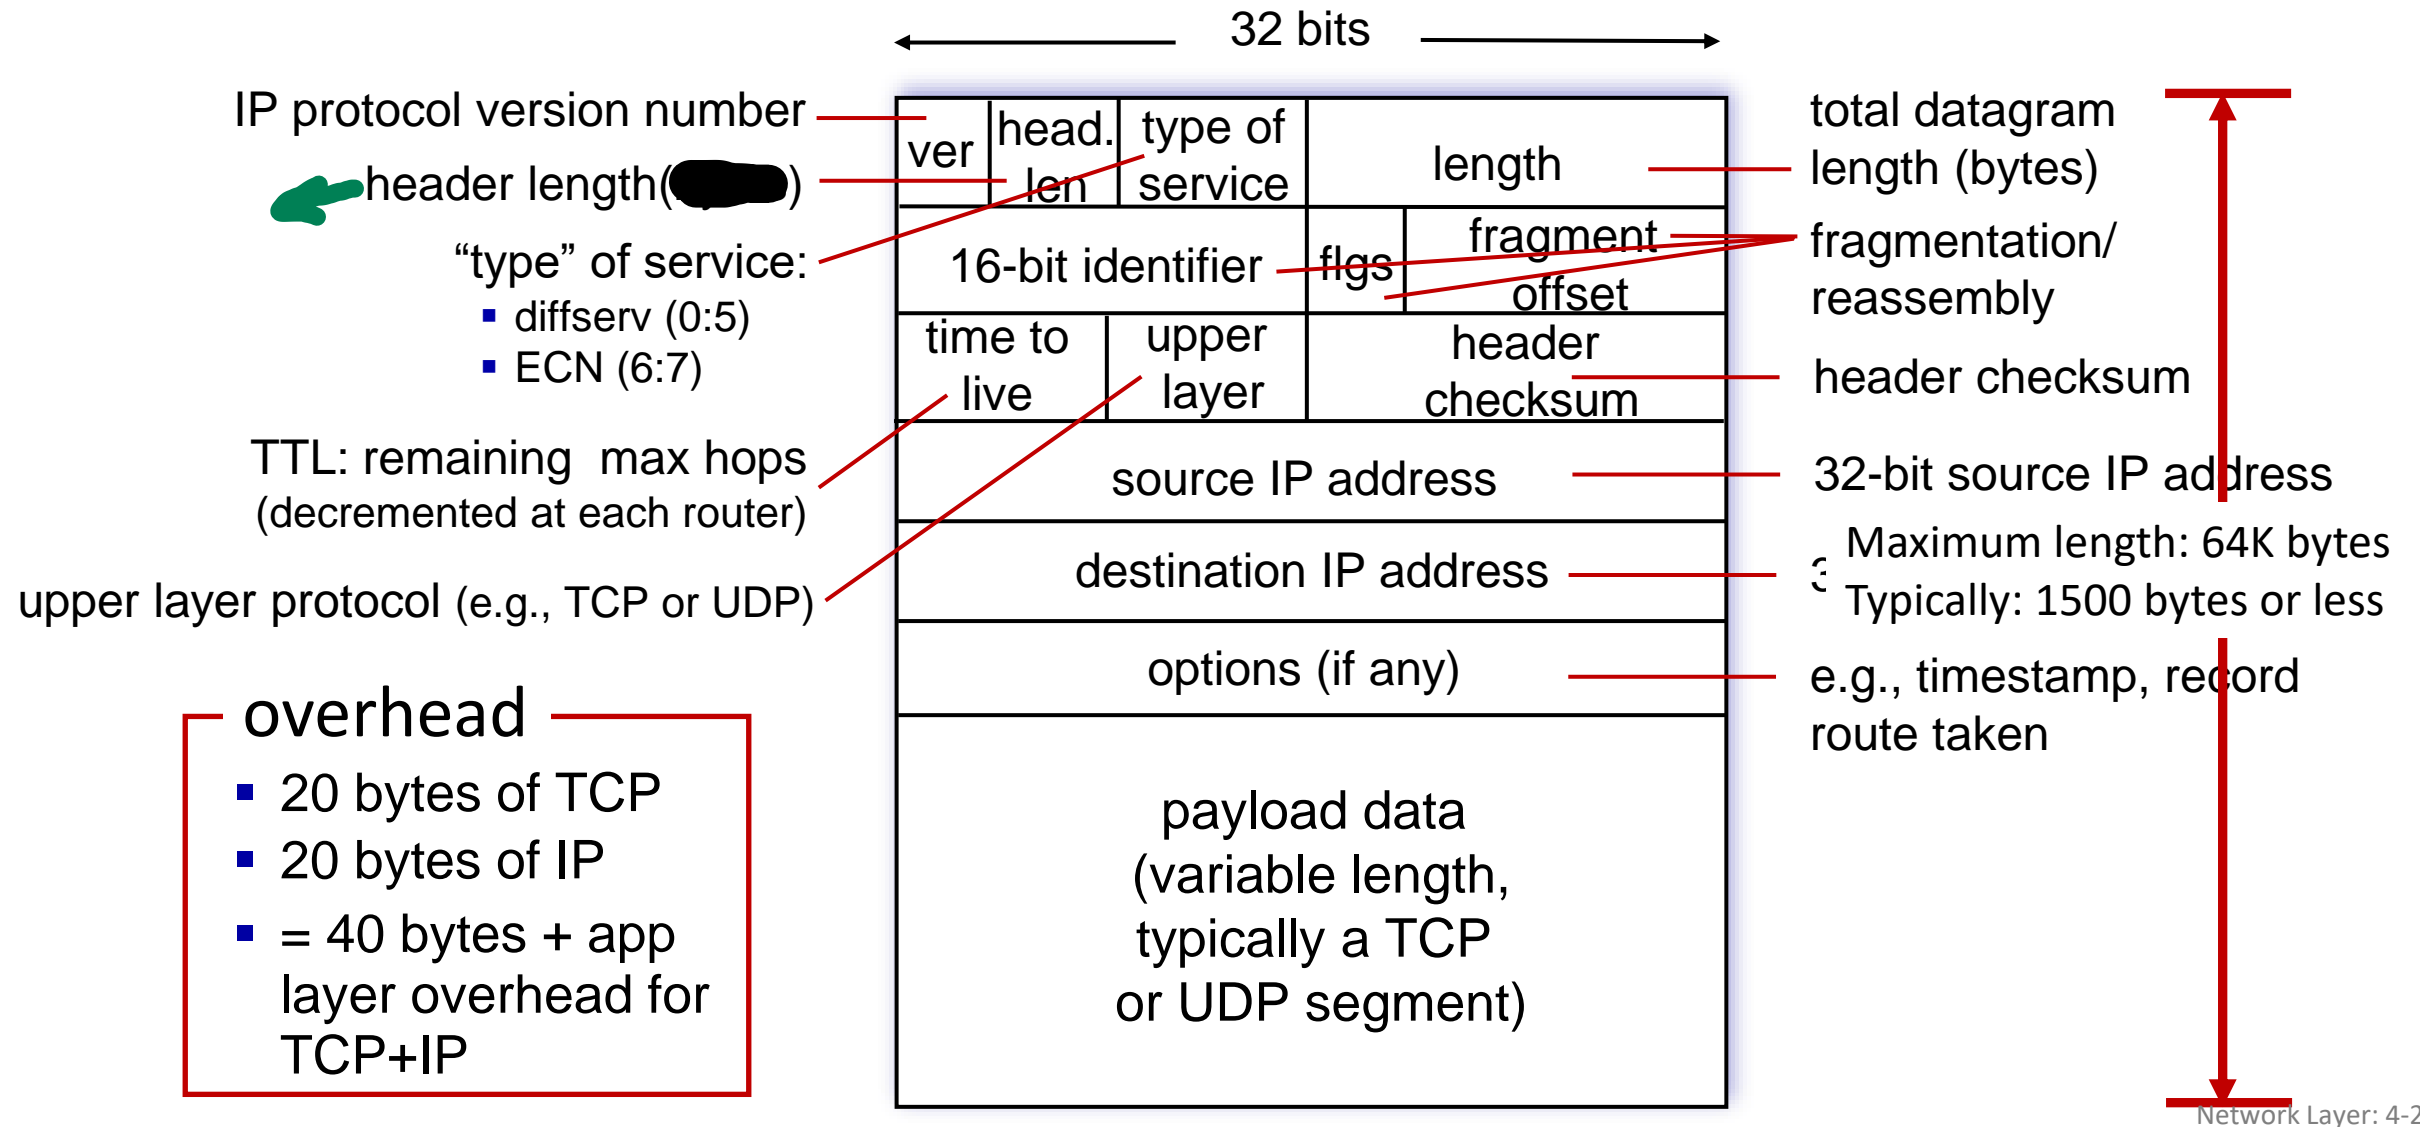 32 bits
IP protocol version number
header length( )
“type” of service:
▪ diffserv (0:5)
▪ ECN (6:7)
TTL: remaining max hops
(decremented at each router)
upper layer protocol (e.g., TCP or UDP)
overhead
▪ 20 bytes of TCP
▪ 20 bytes of IP
▪ = 40 bytes + app
layer overhead for
TCP+IP
ver
head.
len
type of
service
length
16-bit identifier
flgs
fragment
offset
time to
live
upper
layer
header
checksum
source IP address
destination IP address
options (if any)
payload data
(variable length,
typically a TCP
or UDP segment)
total datagram
length (bytes)
fragmentation/
reassembly
header checksum
32-bit source IP address
Maximum length: 64K bytes
Typically: 1500 bytes or less
e.g., timestamp, record
route taken
Network Layer: 4-2